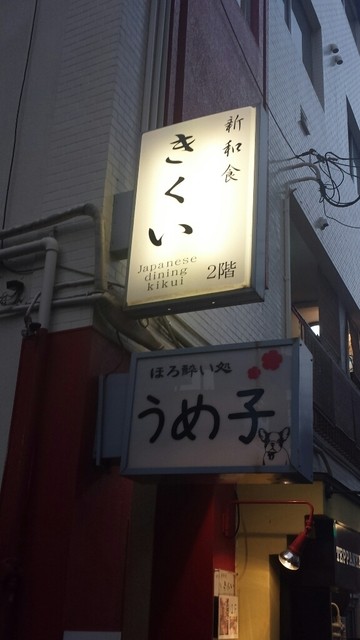 新和食
きくい
Japanese
dining
kikui
2階
ほろ酔い処
うめ子